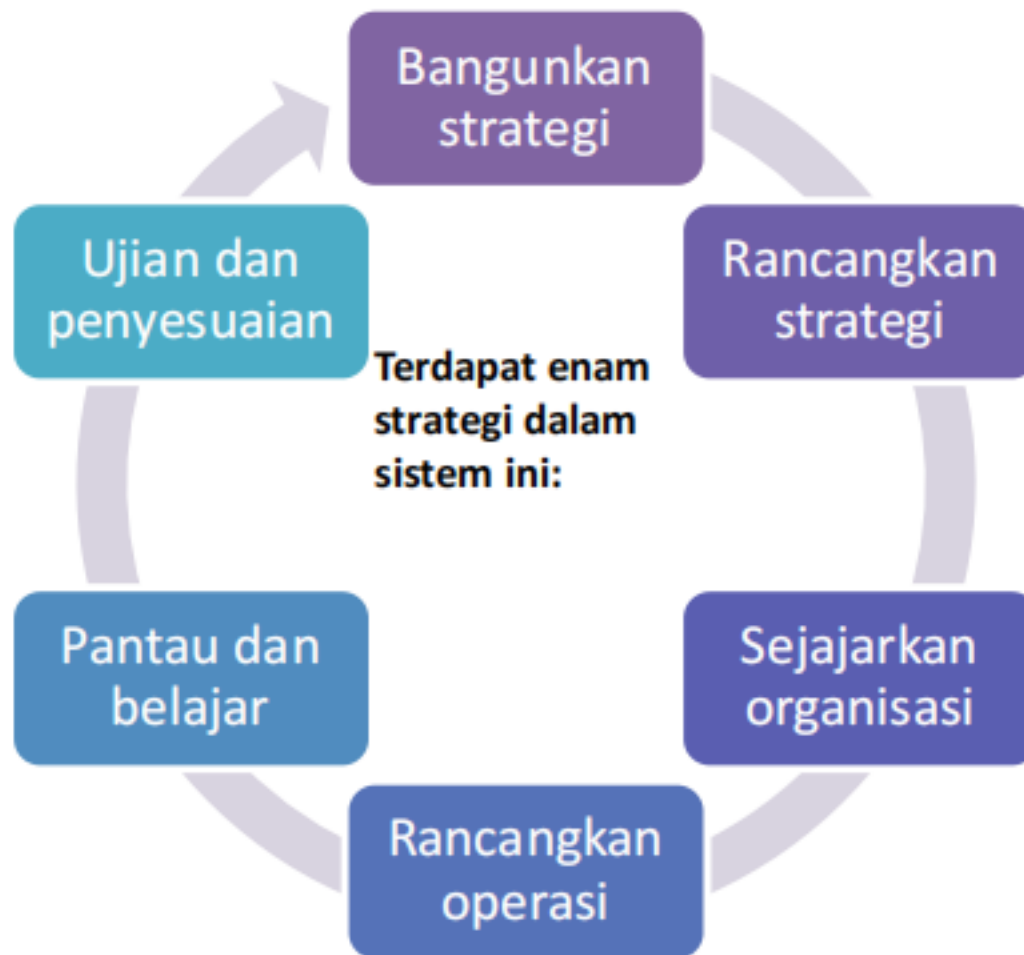 Bangunkan
strategi
Rancangkan
strategi
Sejajarkan
organisasi
Rancangkan
operasi
Pantau dan
belajar
Ujian dan
penyesuaian
Terdapat enam
strategi dalam
sistem ini: